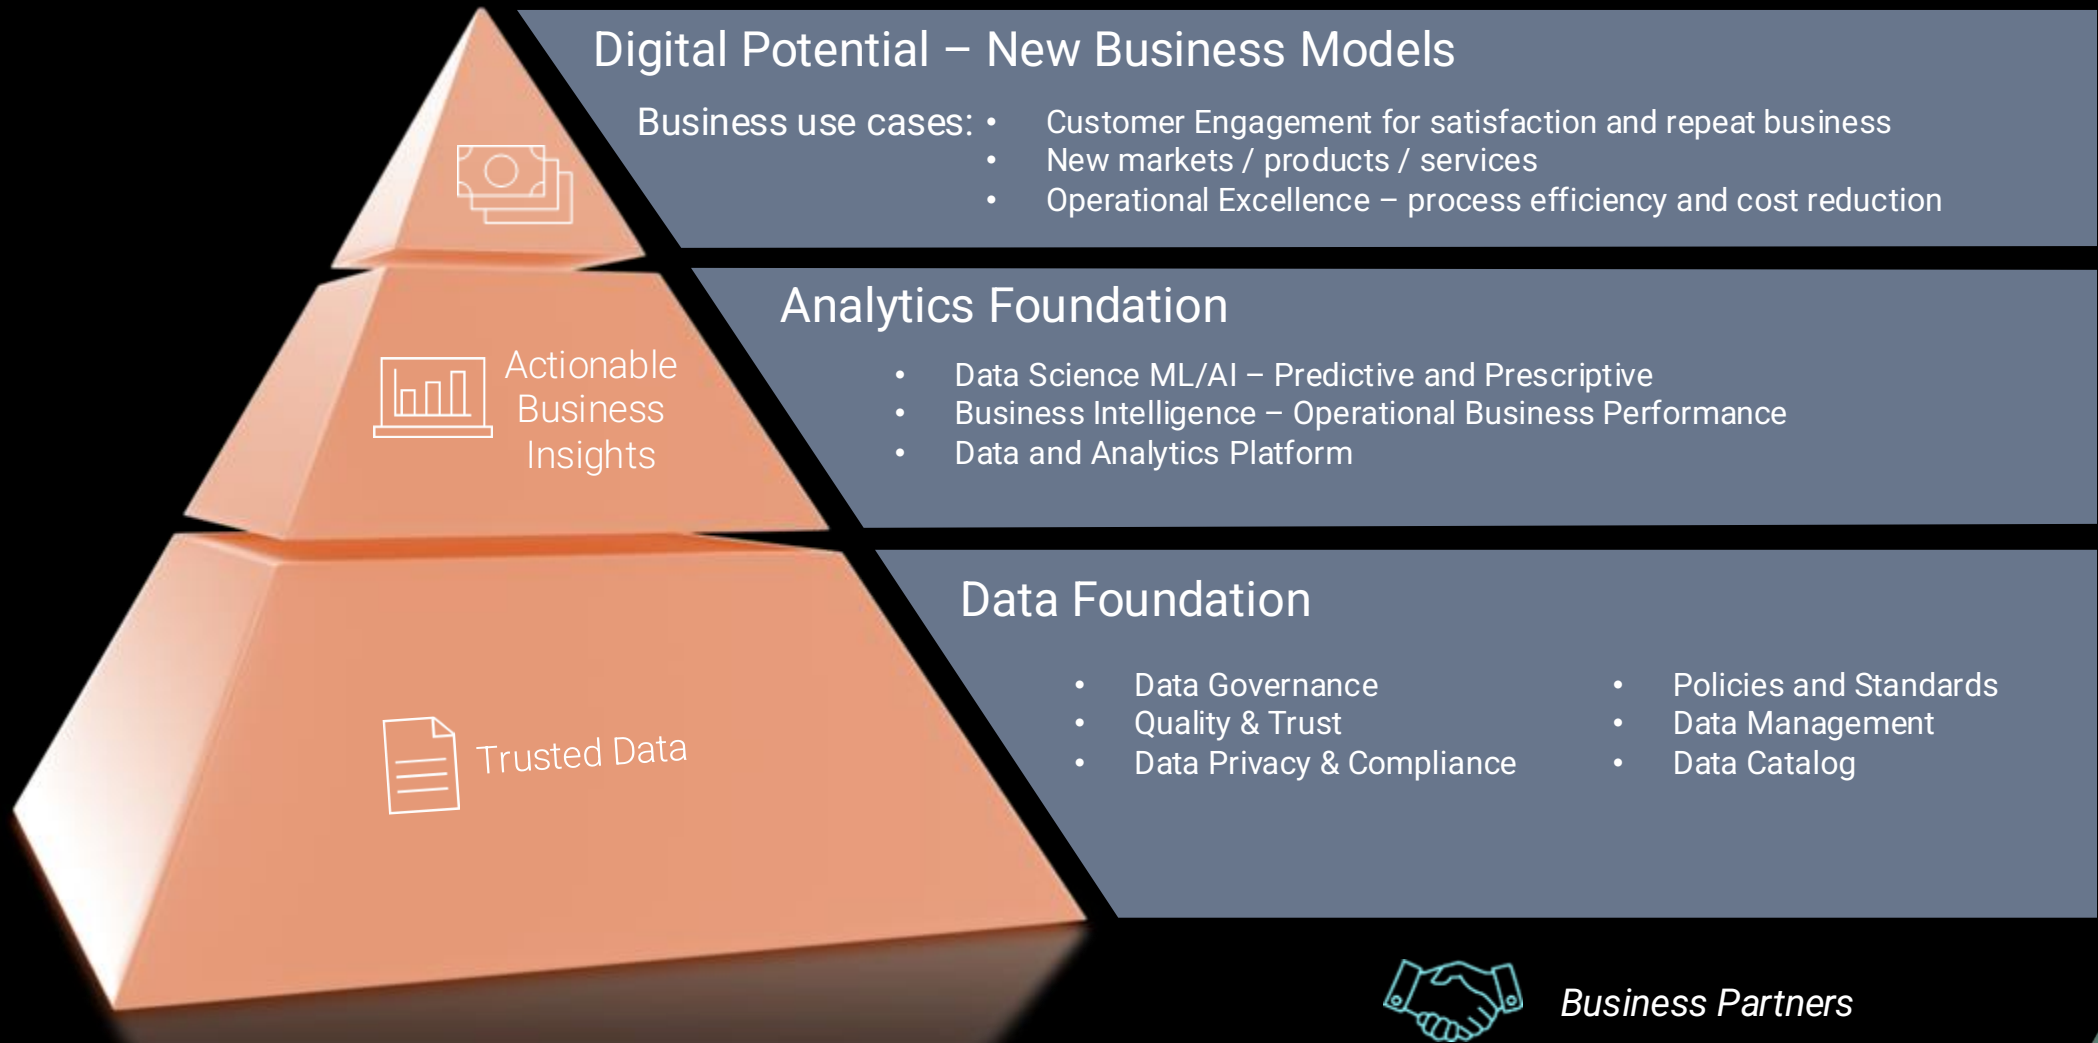 Digital Potential – New Business Models
Business use cases: • Customer Engagement for satisfaction and repeat business
• New markets / products / services
• Operational Excellence – process efficiency and cost reduction
Analytics Foundation
• Data Science ML/AI – Predictive and Prescriptive
• Business Intelligence – Operational Business Performance
• Data and Analytics Platform
Actionable
Business
Insights
Data Foundation
• Data Governance
• Quality & Trust
• Data Privacy & Compliance
• Policies and Standards
• Data Management
• Data Catalog
Trusted Data
Business Partners